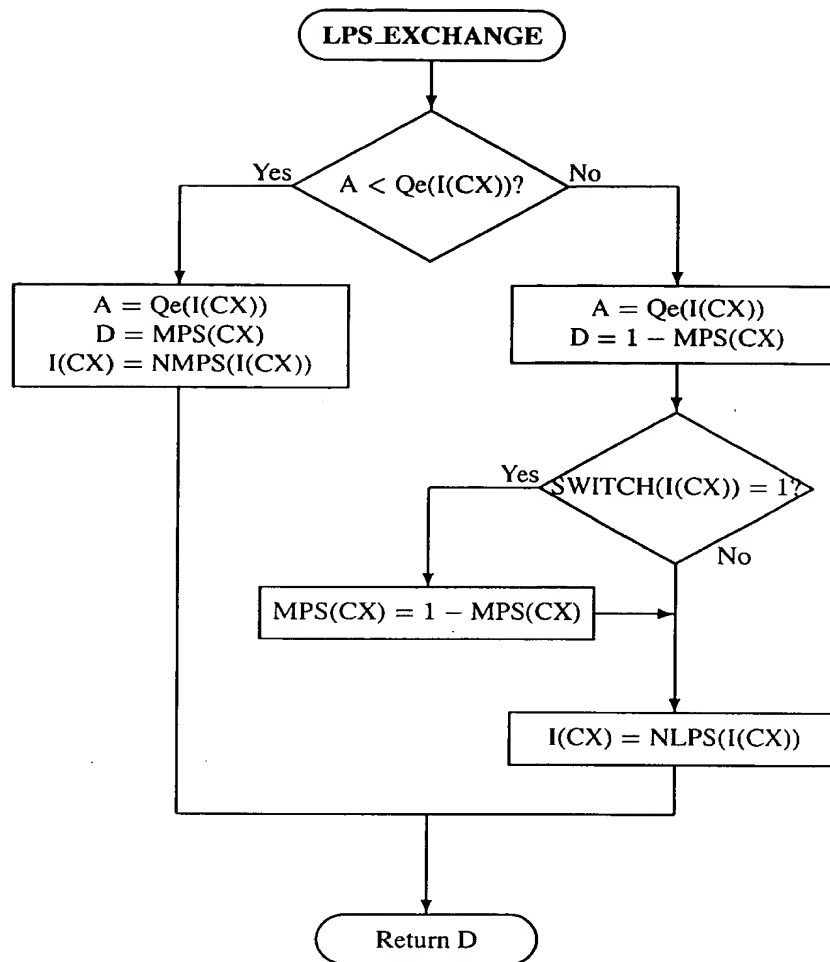 LPS_EXCHANGE
A < Qe(I(CX))?
Yes
No
A = Qe(I(CX))
D = MPS(CX)
I(CX) = NMPS(I(CX))
A = Qe(I(CX))
D = 1 − MPS(CX)
SWITCH(I(CX)) = 1?
Yes
No
MPS(CX) = 1 − MPS(CX)
I(CX) = NLPS(I(CX))
Return D